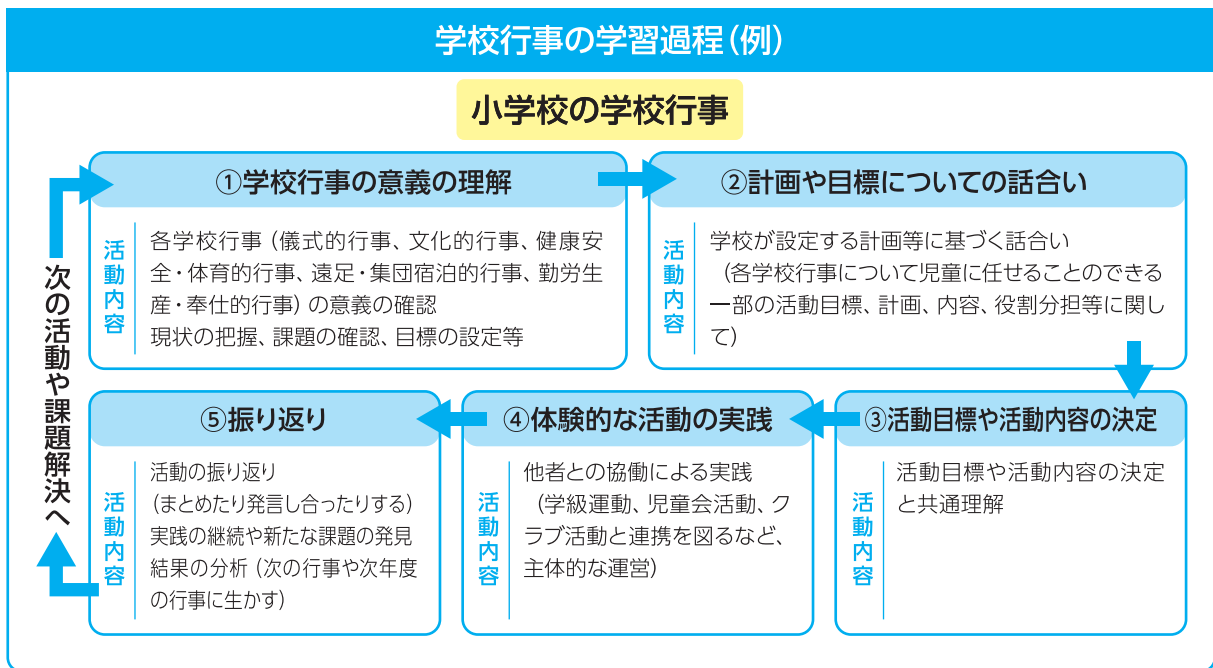 学校行事の学習過程（例）
小学校の学校行事
①学校行事の意義の理解
活動内容
各学校行事（儀式的行事、文化的行事、健康安
全・体育的行事、遠足・集団宿泊的行事、勤労生
産・奉仕的行事）の意義の確認
現状の把握、課題の確認、目標の設定等
②計画や目標についての話合い
活動内容
学校が設定する計画等に基づく話合い
（各学校行事について児童に任せることのできる
一部の活動目標、計画、内容、役割分担等に関し
て）
③活動目標や活動内容の決定
活動内容
活動目標や活動内容の決定
と共通理解
④体験的な活動の実践
活動内容
他者との協働による実践
（学級運動、児童会活動、ク
ラブ活動と連携を図るなど、
主体的な運営）
⑤振り返り
活動内容
活動の振り返り
（まとめたり発言し合ったりする）
実践の継続や新たな課題の発見
結果の分析（次の行事や次年度
の行事に生かす）
次の活動や課題解決へ